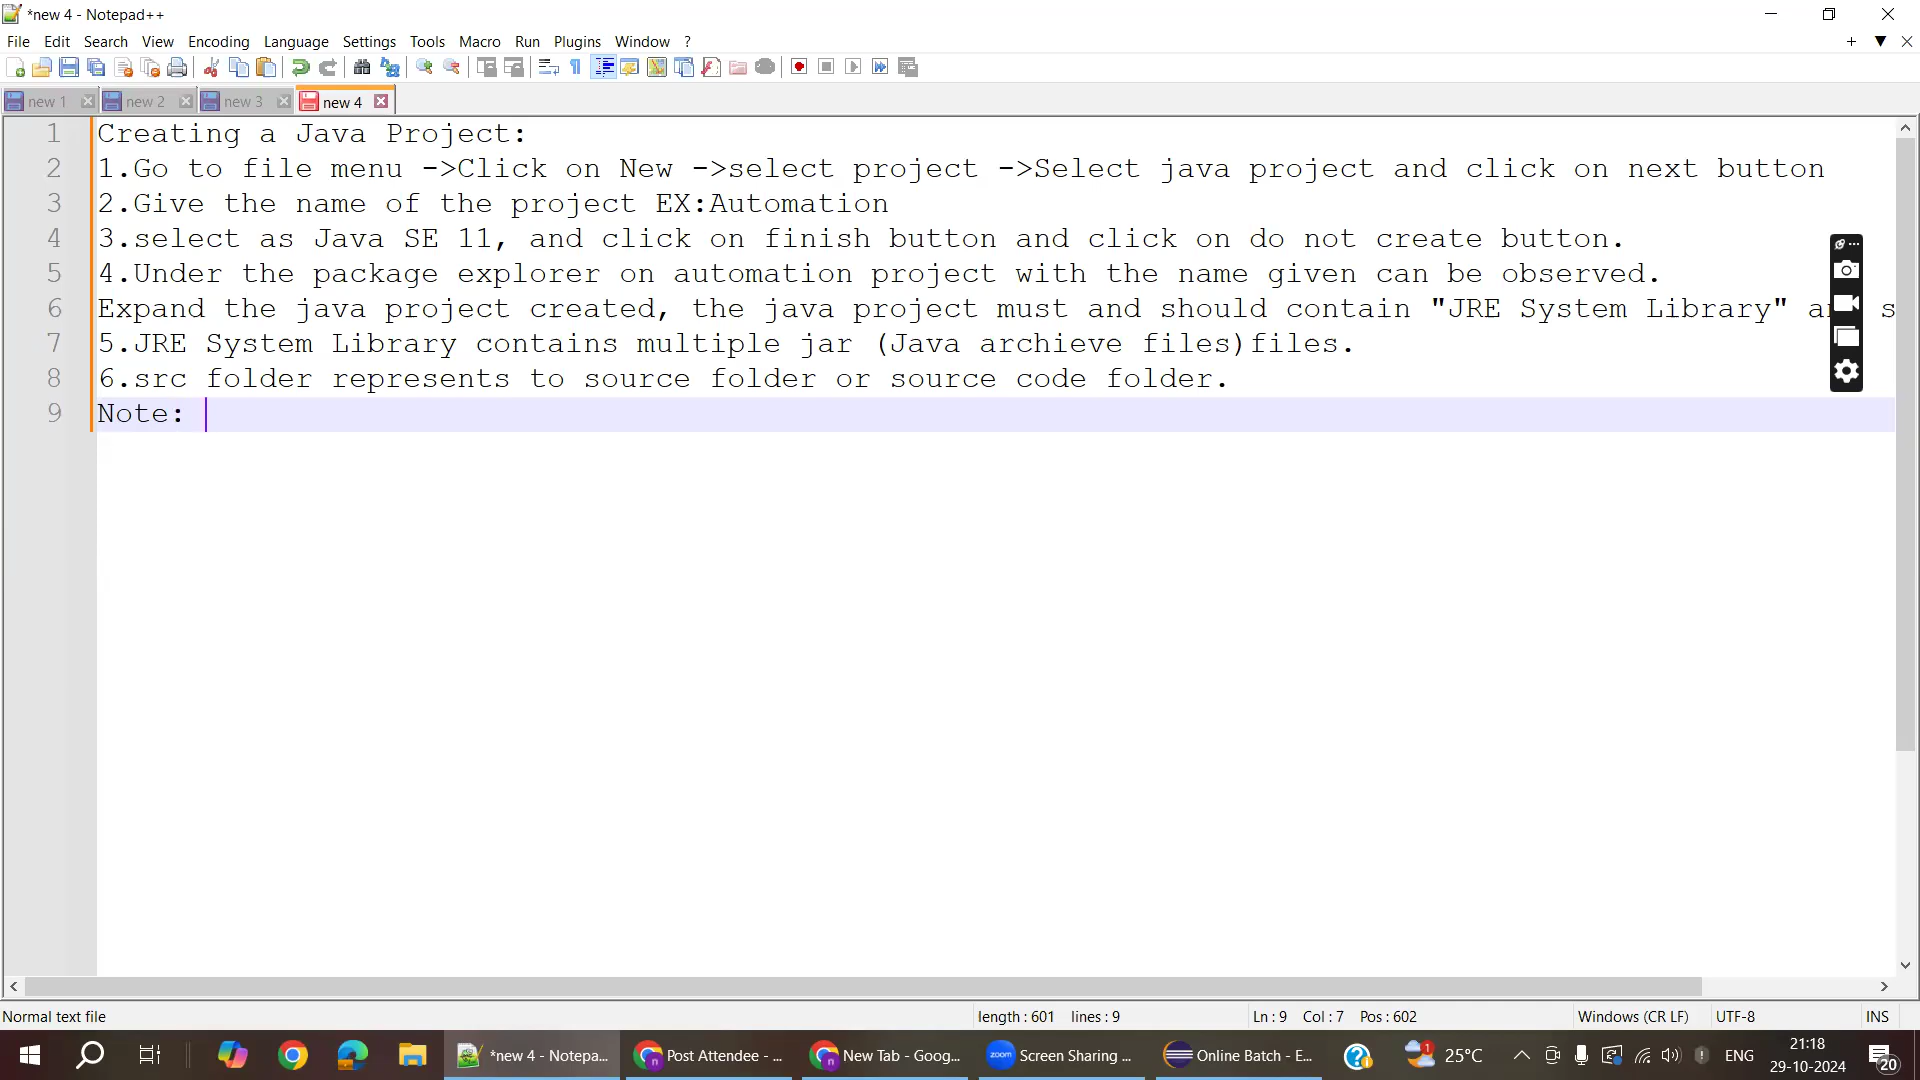 *new 4 - Notepad++
File Edit Search View Encoding Language Settings Tools Macro Run Plugins Window ?
new 1 new 2 new 3 new 4
1 Creating a Java Project:
2 1.Go to file menu ->Click on New ->select project ->Select java project and click on next button
3 2.Give the name of the project EX:Automation
4 3.select as Java SE 11, and click on finish button and click on do not create button.
5 4.Under the package explorer on automation project with the name given can be observed.
6 Expand the java project created, the java project must and should contain "JRE System Library"
7 5.JRE System Library contains multiple jar (Java archieve files)files.
8 6.src folder represents to source folder or source code folder.
9 Note:
Normal text file length : 601 lines : 9 Ln : 9 Col : 7 Pos : 602 Windows (CR LF) UTF-8 INS
*new 4 - Notepa... Post Attendee - ... New Tab - Goog... zoom Screen Sharing ... Online Batch - E... 1 25°C ENG 21:18
29-10-2024 20